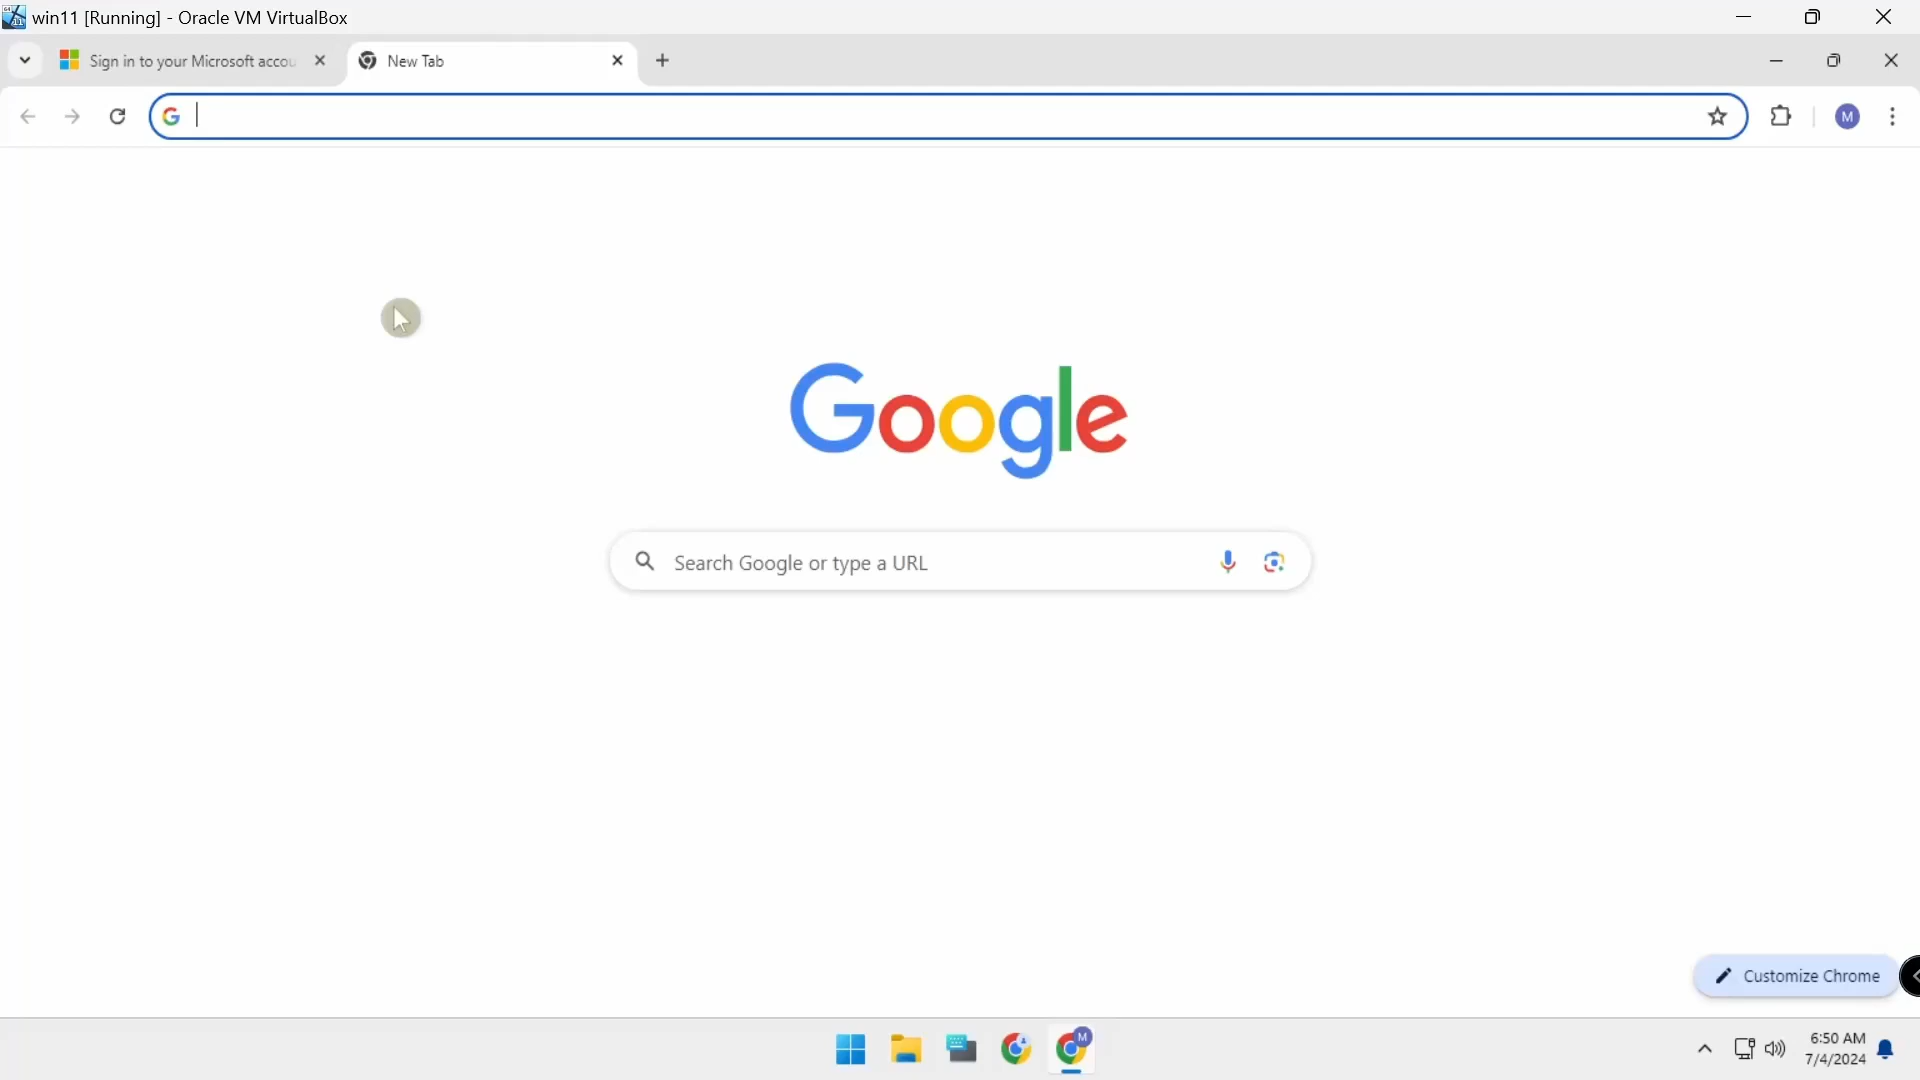 win11 [Running] - Oracle VM VirtualBox
Sign in to your Microsoft accou
New Tab
M
Google
Search Google or type a URL
Customize Chrome
M
6:50 AM
7/4/2024